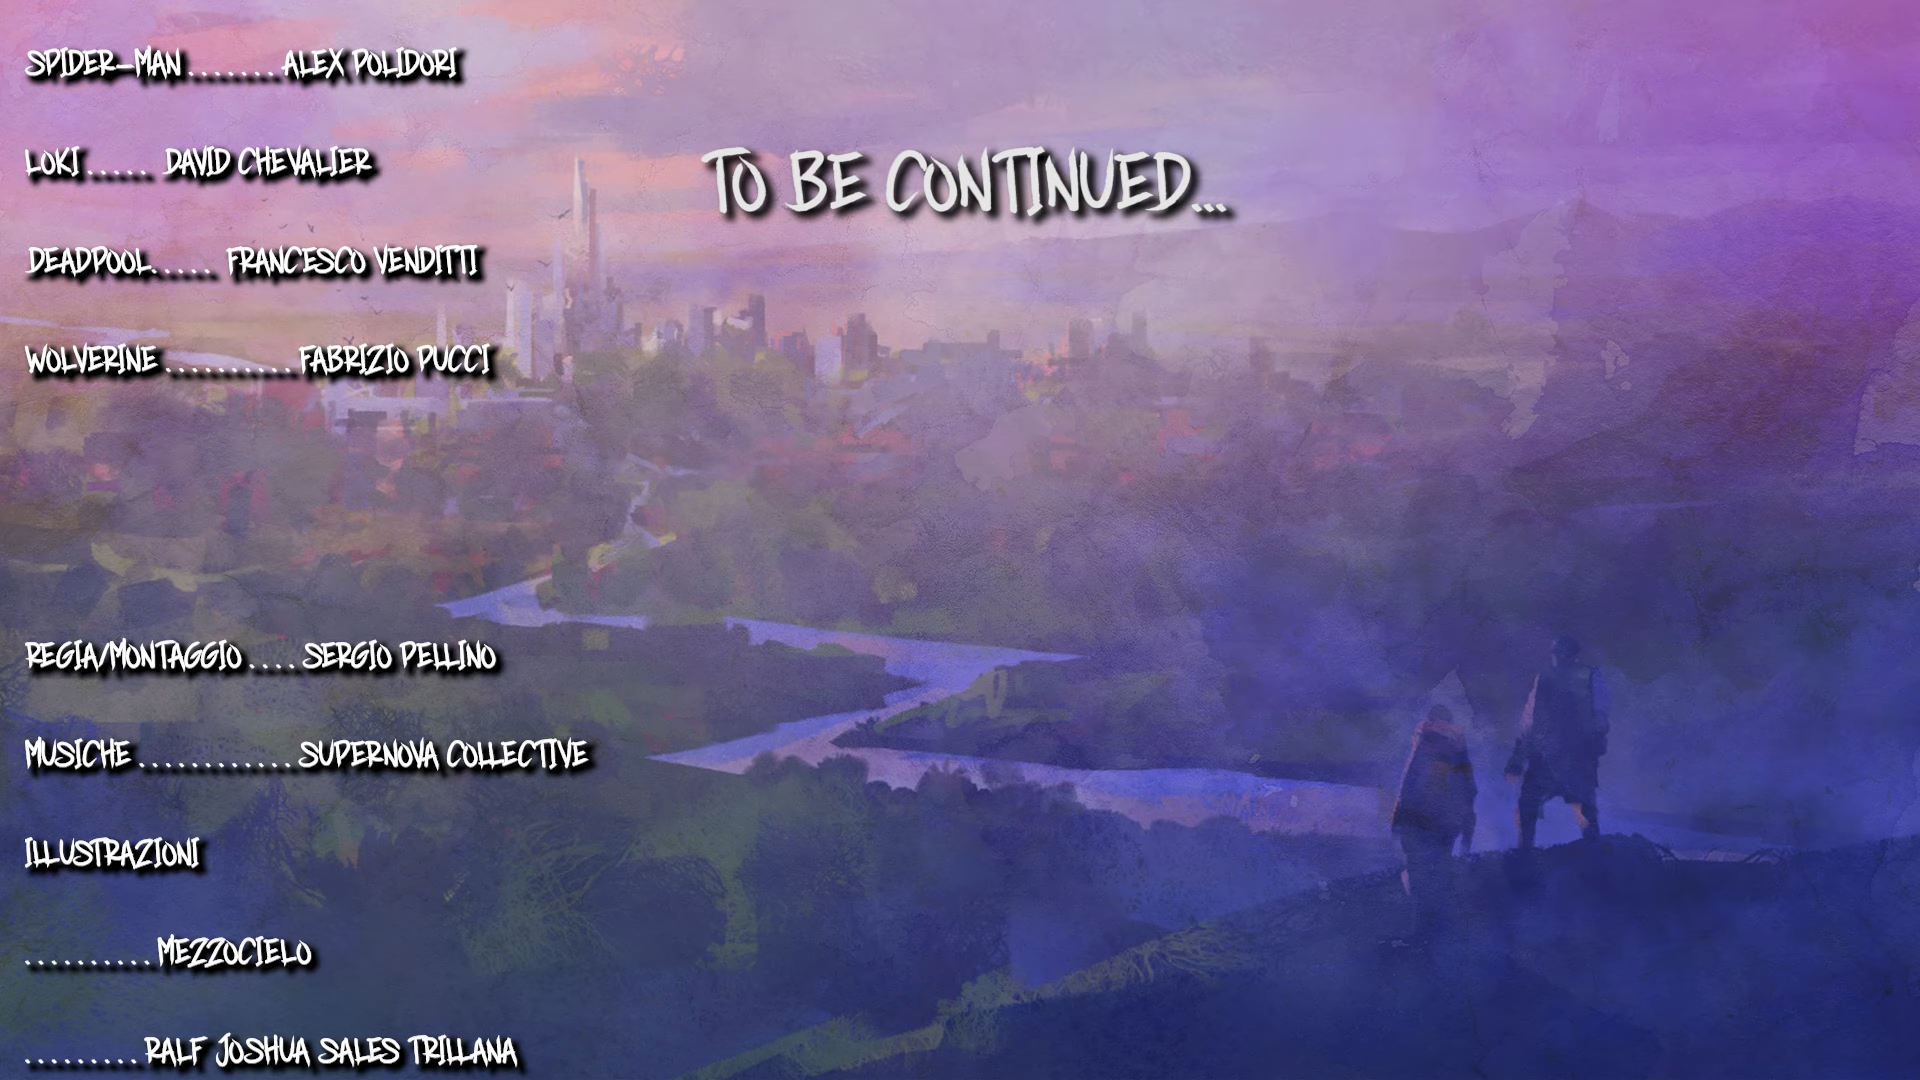 SPIDER-MAN.......ALEX POLIDORI
LOKI..... DAVID CHEVALIER
TO BE CONTINUED...
DEADPOOL..... FRANCESCO VENDITTI
WOLVERINE..........FABRIZIO PUCCI
REGIA/MONTAGGIO....SERGIO PELLINO
MUSICHE............SUPERNOVA COLLECTIVE
ILLUSTRAZIONI
..........MEZZOCIELO
.........RALF JOSHUA SALES TRILLANA